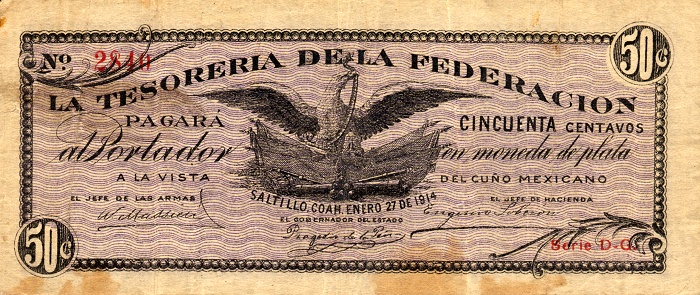 50¢
No. 2840
LA TESORERIA DE LA FEDERACION
PAGARÁ
CINCUENTA CENTAVOS
al Portador
en moneda de plata
A LA VISTA
DEL CUÑO MEXICANO
SALTILLO, COAH. ENERO 27 DE 1914
EL JEFE DE LAS ARMAS
EL GOBERNADOR DEL ESTADO
EL JEFE DE HACIENDA
50¢
Serie D-G.